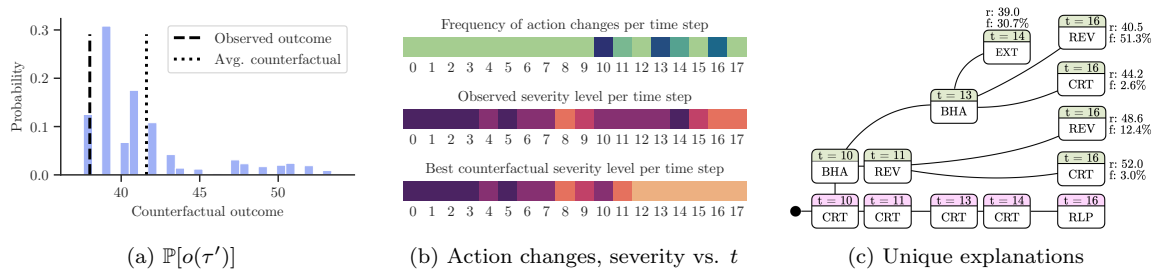 0.3
0.2
0.1
0.0
Probability
40
45
50
Counterfactual outcome
Observed outcome
Avg. counterfactual
(a) ℙ[o(τ′)]
Frequency of action changes per time step
0 1 2 3 4 5 6 7 8 9 10 11 12 13 14 15 16 17
Observed severity level per time step
0 1 2 3 4 5 6 7 8 9 10 11 12 13 14 15 16 17
Best counterfactual severity level per time step
0 1 2 3 4 5 6 7 8 9 10 11 12 13 14 15 16 17
(b) Action changes, severity vs. t
r: 39.0
f: 30.7%
t = 14
EXT
t = 16
REV
r: 40.5
f: 51.3%
t = 16
CRT
r: 44.2
f: 2.6%
t = 13
BHA
t = 16
REV
r: 48.6
f: 12.4%
t = 10
BHA
t = 11
REV
t = 16
CRT
r: 52.0
f: 3.0%
t = 10
CRT
t = 11
CRT
t = 13
CRT
t = 14
CRT
t = 16
RLP
(c) Unique explanations